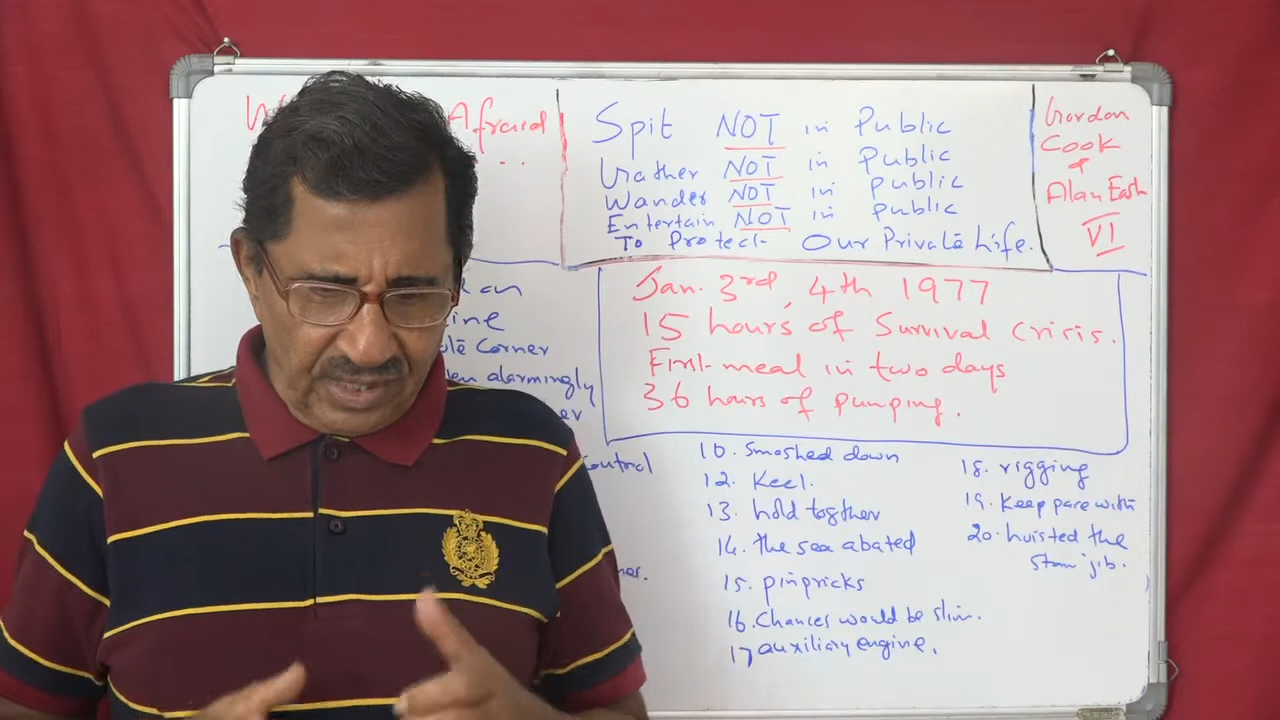 Afraid
...
Spit NOT in Public
Gather NOT in Public
Wander NOT in Public
Entertain NOT in Public
To Protect Our Private Life.
Gordon
Cook
&
Alan East
VI
Jan. 3rd, 4th 1977
15 hours of Survival Crisis.
First meal in two days
36 hours of pumping.
Corner
alarmingly
Control
10. Smashed down
12. Keel.
13. hold together
14. the sea abated
15. pinpricks
16. Chances would be slim.
17 auxiliary engine.
18. rigging
19. Keep pace with
20. hoisted the
storm jib.